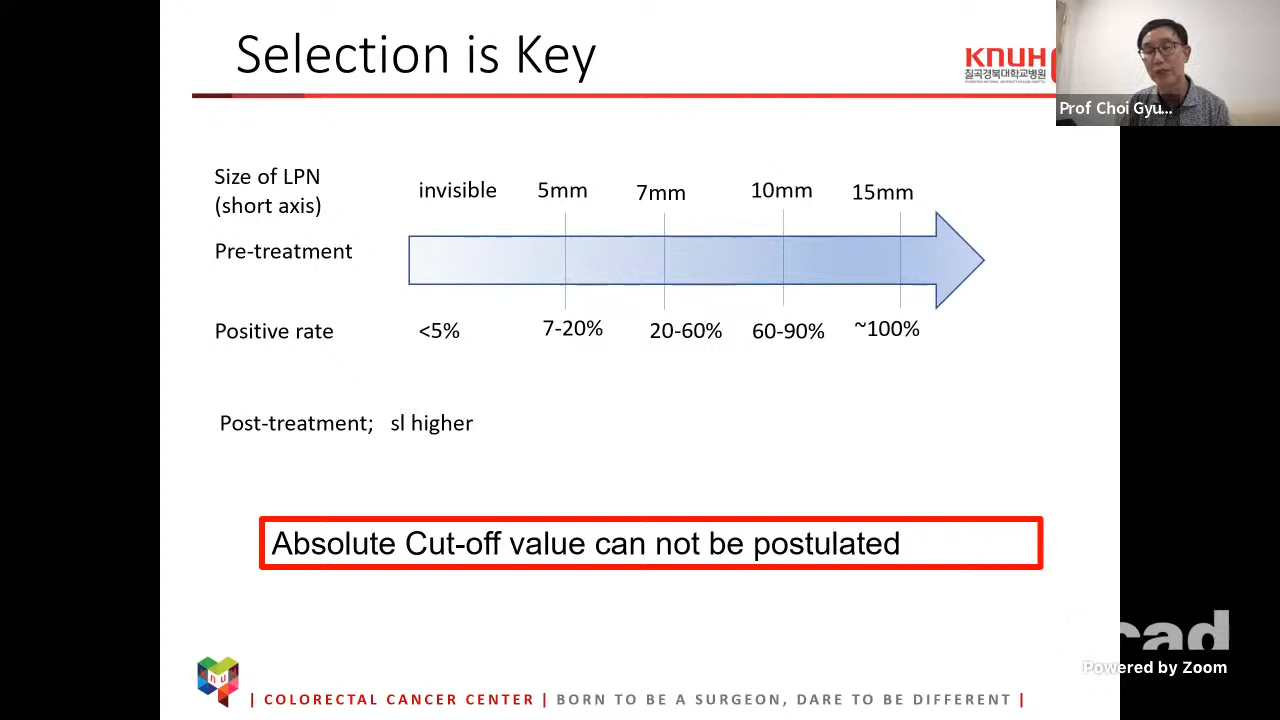 Selection is Key
KNUH
칠곡경북대학교병원
Prof Choi Gyu...
Size of LPN
(short axis)
invisible 5mm 7mm 10mm 15mm
Pre-treatment
Positive rate <5% 7-20% 20-60% 60-90% ~100%
Post-treatment; sl higher
Absolute Cut-off value can not be postulated
cad
Powered by Zoom
| COLORECTAL CANCER CENTER | BORN TO BE A SURGEON, DARE TO BE DIFFERENT |